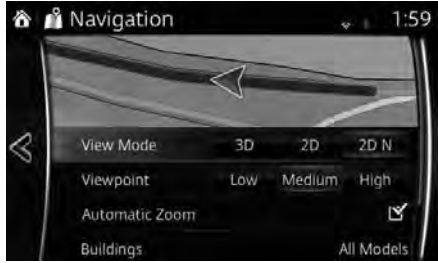 Navigation 1:59
View Mode 3D 2D 2D N
Viewpoint Low Medium High
Automatic Zoom
Buildings All Models